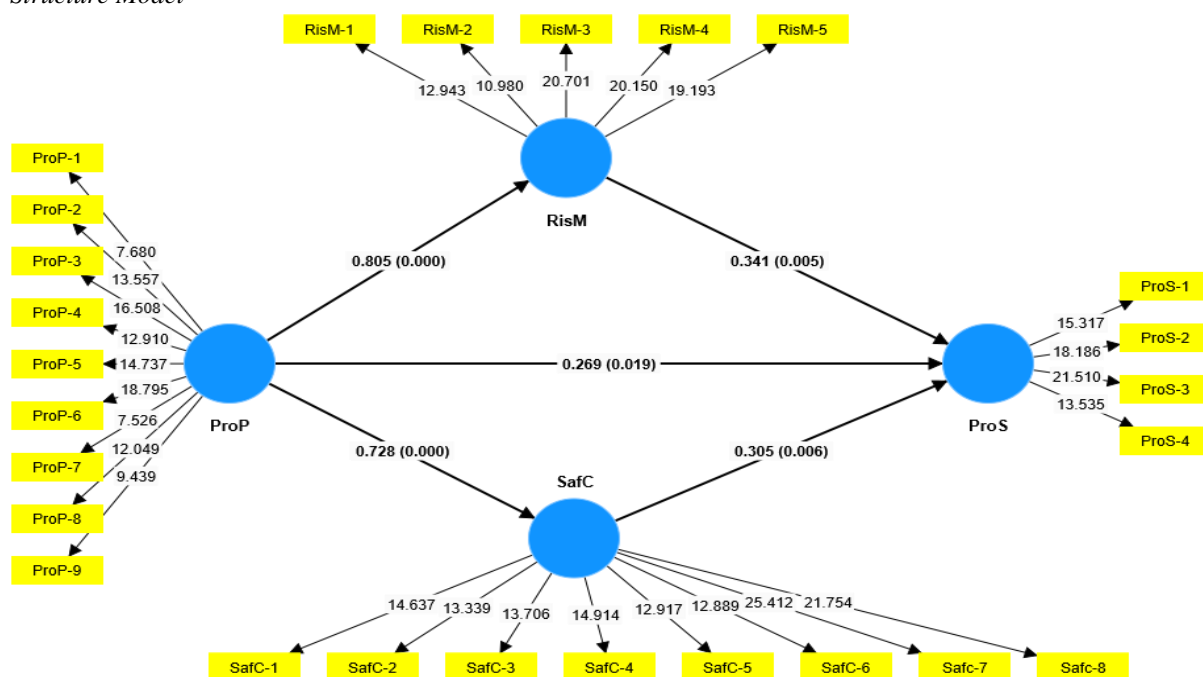 Structure Model
RisM-1 RisM-2 RisM-3 RisM-4 RisM-5
12.943 10.980 20.701 20.150 19.193
RisM
ProP-1
ProP-2
ProP-3
ProP-4
ProP-5
ProP-6
ProP-7
ProP-8
ProP-9
7.680
13.557
16.508
12.910
14.737
18.795
7.526
12.049
9.439
ProP
0.805 (0.000)
0.341 (0.005)
0.269 (0.019)
0.728 (0.000)
0.305 (0.006)
ProS
15.317
18.186
21.510
13.535
ProS-1
ProS-2
ProS-3
ProS-4
SafC
14.637 13.339 13.706 14.914 12.917 12.889 25.412 21.754
SafC-1 SafC-2 SafC-3 SafC-4 SafC-5 SafC-6 Safc-7 Safc-8